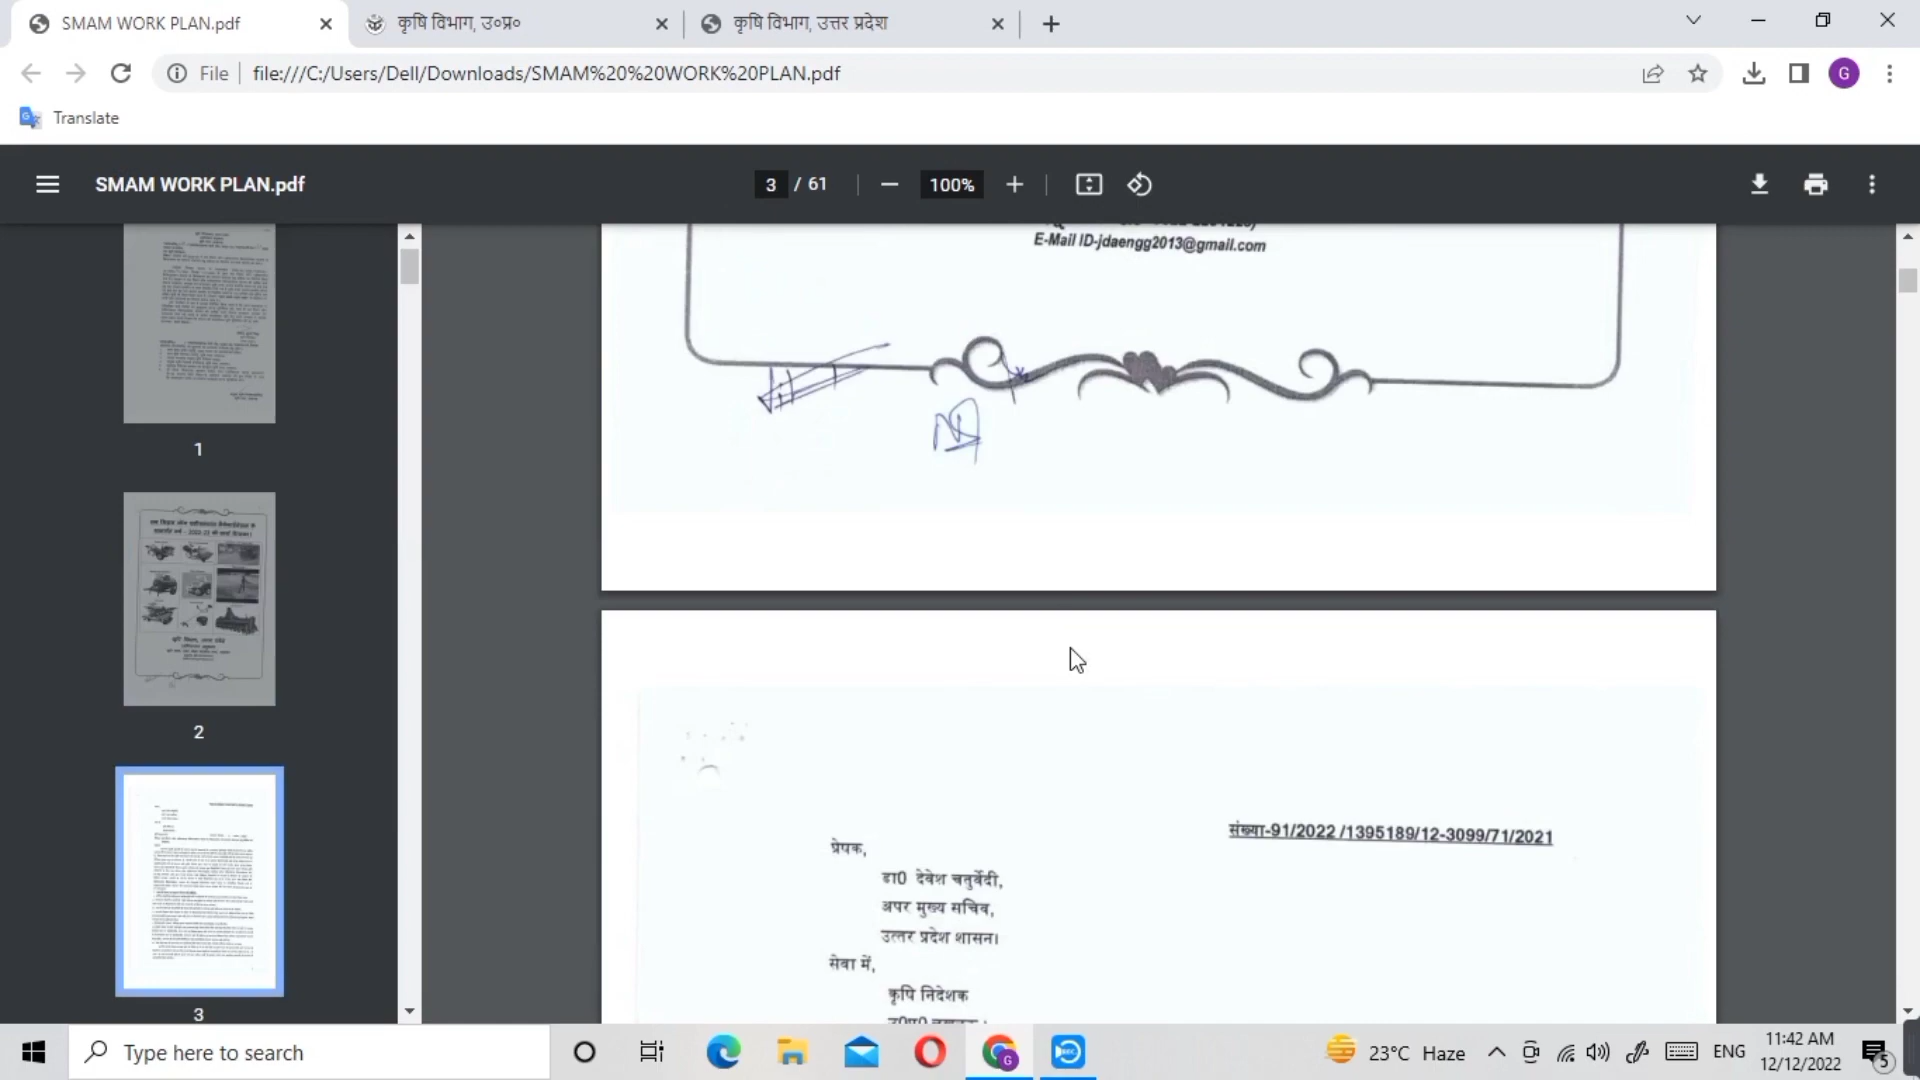 SMAM WORK PLAN.pdf
कृषि विभाग, उ०प्र०
कृषि विभाग, उत्तर प्रदेश
File
file:///C:/Users/Dell/Downloads/SMAM%20%20WORK%20PLAN.pdf
G
Translate
SMAM WORK PLAN.pdf
3 / 61
100%
1
2
3
E-Mail ID-jdaengg2013@gmail.com
संख्या-91/2022 /1395189/12-3099/71/2021
प्रेषक,
डा0 देवेश चतुर्वेदी,
अपर मुख्य सचिव,
उत्तर प्रदेश शासन।
सेवा में,
कृषि निदेशक
Type here to search
23°C Haze
ENG
11:42 AM
12/12/2022
5